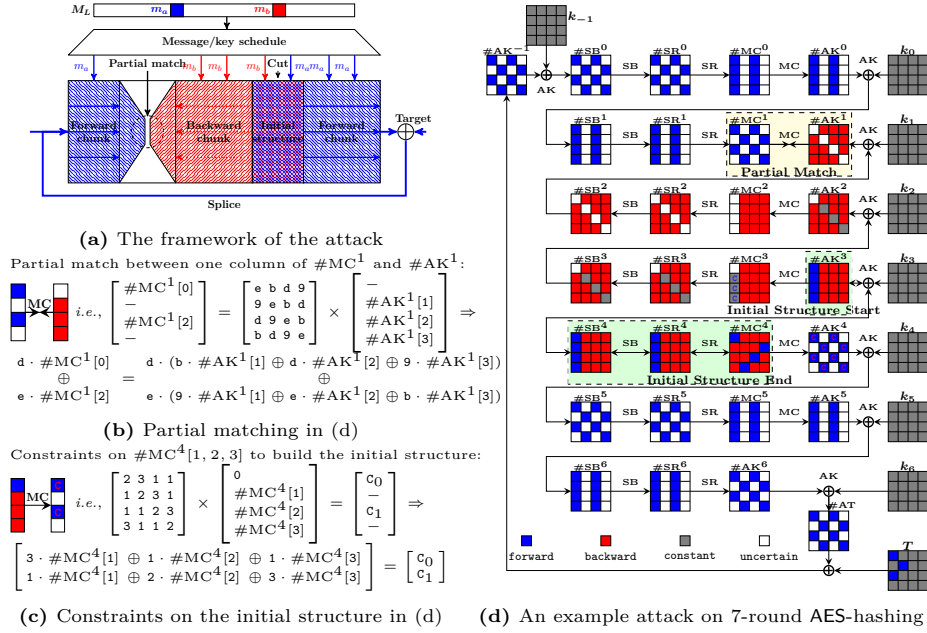 M_L m_a m_b
Message/key schedule
m_a Partial match m_b m_b m_b Cut m_a m_a m_a
Forward chunk
Backward chunk
Initial structure
Forward chunk
Target
Splice
(a) The framework of the attack
Partial match between one column of #MC^1 and #AK^1:
MC i.e., [#MC^1[0] − #MC^1[2] −] = [e b d 9
9 e b d
d 9 e b
b d 9 e] × [− #AK^1[1] #AK^1[2] #AK^1[3]] ⇒
d · #MC^1[0] d · (b · #AK^1[1] ⊕ d · #AK^1[2] ⊕ 9 · #AK^1[3])
⊕ = ⊕
e · #MC^1[2] e · (9 · #AK^1[1] ⊕ e · #AK^1[2] ⊕ b · #AK^1[3])
(b) Partial matching in (d)
Constraints on #MC^4[1, 2, 3] to build the initial structure:
C C MC i.e., [2 3 1 1
1 2 3 1
1 1 2 3
3 1 1 2] × [0 #MC^4[1] #MC^4[2] #MC^4[3]] = [C_0 − C_1 −] ⇒
[3 · #MC^4[1] ⊕ 1 · #MC^4[2] ⊕ 1 · #MC^4[3]
1 · #MC^4[1] ⊕ 2 · #MC^4[2] ⊕ 3 · #MC^4[3]] = [C_0 C_1]
(c) Constraints on the initial structure in (d)
k_{−1}
#AK^{−1} #SB^0 #SR^0 #MC^0 #AK^0 k_0
AK SB SR MC AK
#SB^1 #SR^1 #MC^1 #AK^1 k_1
SB SR MC AK
Partial Match
#SB^2 #SR^2 #MC^2 #AK^2 k_2
SB SR MC AK
#SB^3 #SR^3 #MC^3 #AK^3 k_3
SB SR MC AK
C
C
C
Initial Structure Start
#SB^4 #SR^4 #MC^4 #AK^4 k_4
SB SR MC AK
Initial Structure End
#SB^5 #SR^5 #MC^5 #AK^5 k_5
SB SR MC AK
#SB^6 #SR^6 #AK^6 k_6
SB SR AK
#AT
T
forward backward constant uncertain
(d) An example attack on 7-round AES-hashing